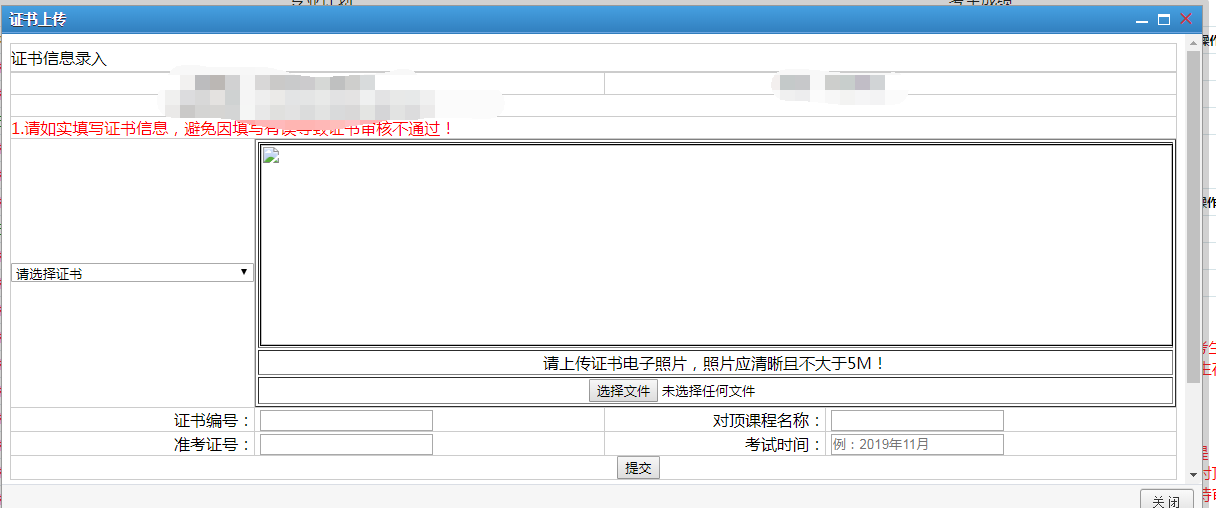 证书上传
证书信息录入
1.请如实填写证书信息，避免因填写有误导致证书审核不通过！
请选择证书
请上传证书电子照片，照片应清晰且不大于5M！
选择文件 未选择任何文件
证书编号： 对顶课程名称：
准考证号： 考试时间： 例：2019年11月
提交
关闭